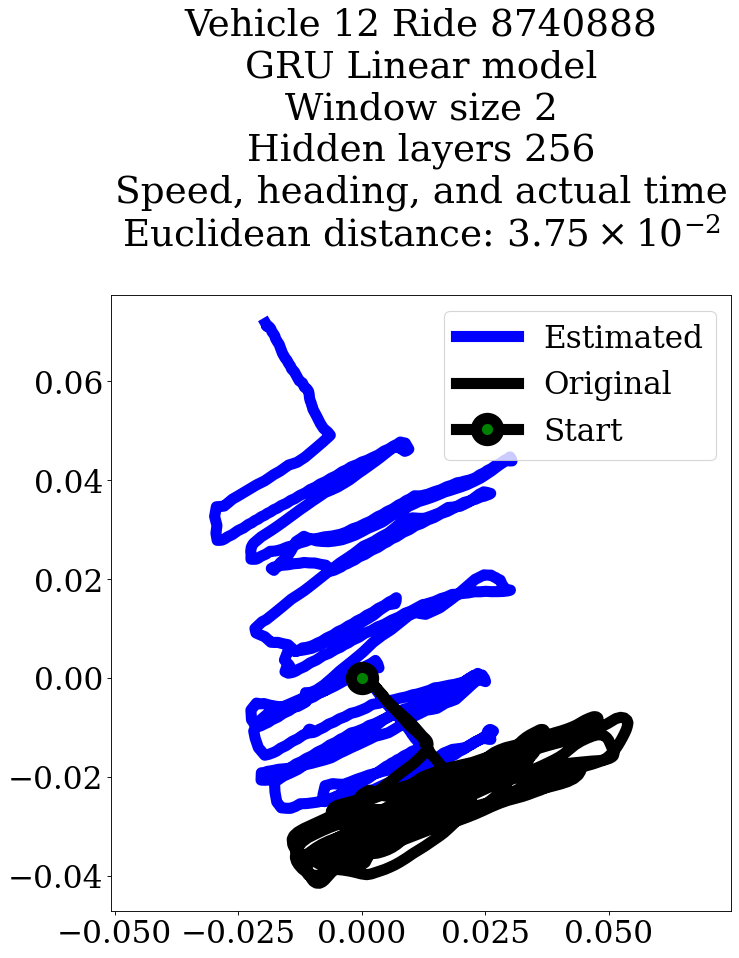 Vehicle 12 Ride 8740888
GRU Linear model
Window size 2
Hidden layers 256
Speed, heading, and actual time
Euclidean distance: 3.75 × 10⁻²
Estimated
Original
Start
0.06
0.04
0.02
0.00
−0.02
−0.04
−0.050 −0.025 0.000 0.025 0.050